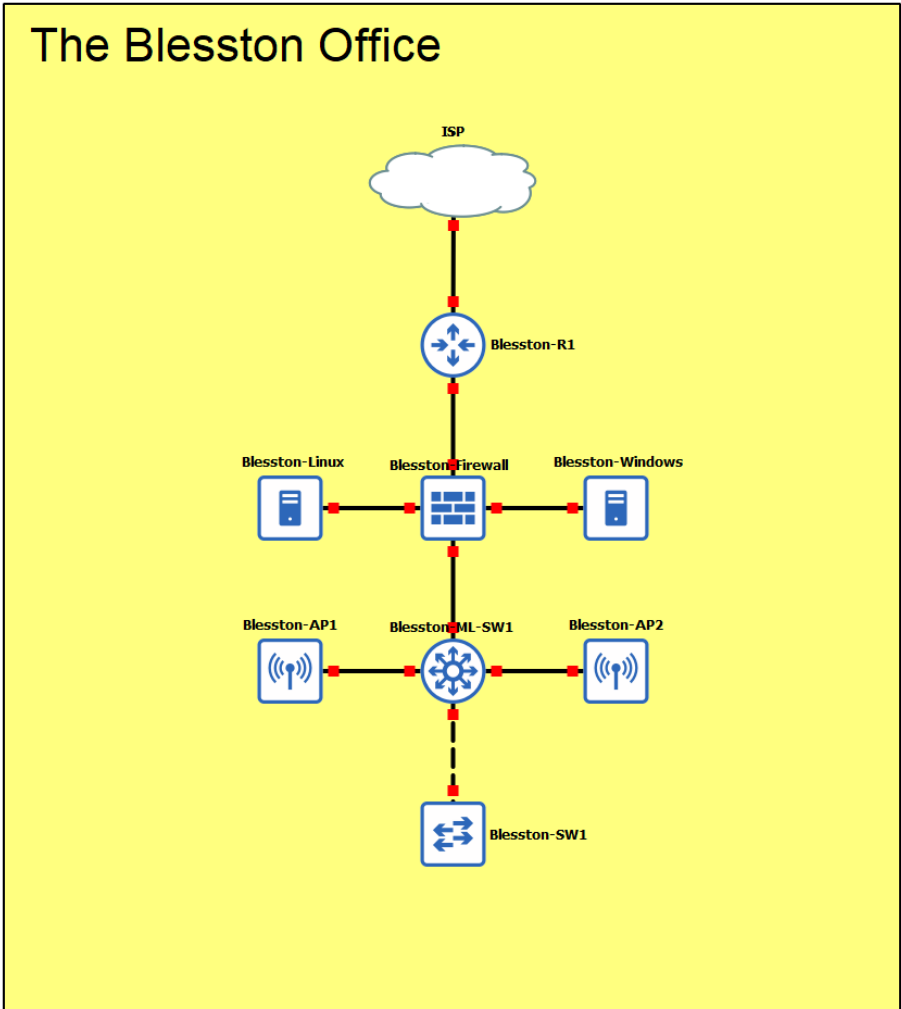 The Blesston Office
ISP
Blesston-R1
Blesston-Linux
Blesston-Firewall
Blesston-Windows
Blesston-AP1
Blesston-ML-SW1
Blesston-AP2
Blesston-SW1